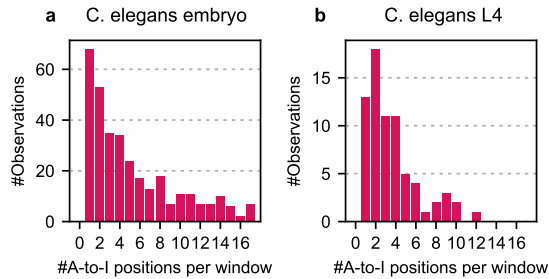 a C. elegans embryo
#Observations
60
40
20
0
0 2 4 6 8 10 12 14 16
#A-to-I positions per window
b C. elegans L4
#Observations
15
10
5
0
0 2 4 6 8 10 12 14 16
#A-to-I positions per window